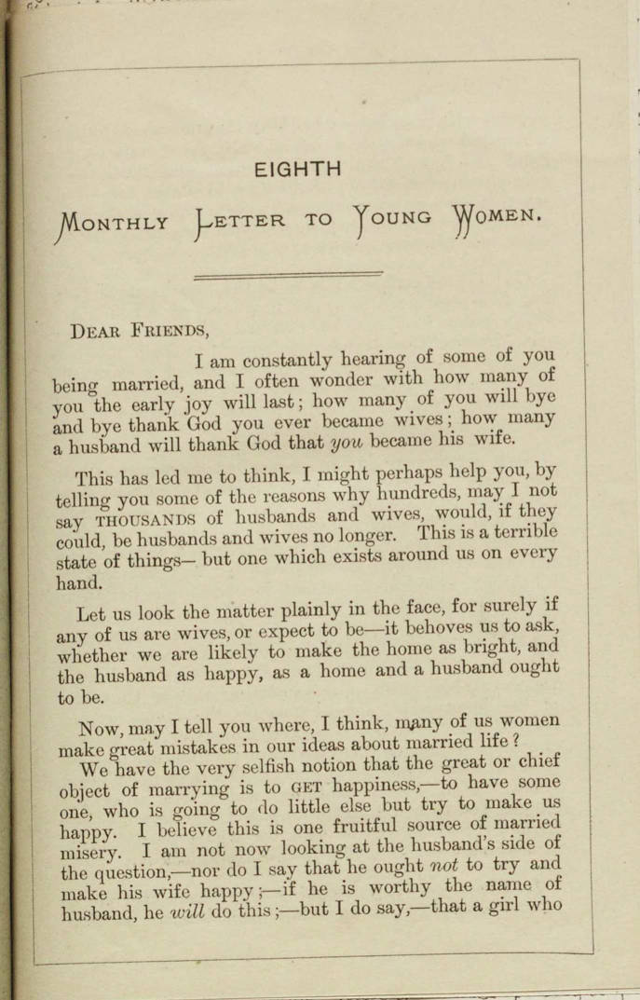 EIGHTH
MONTHLY LETTER TO YOUNG WOMEN.
DEAR FRIENDS,
I am constantly hearing of some of you
being married, and I often wonder with how many of
you the early joy will last; how many of you will bye
and bye thank God you ever became wives; how many
a husband will thank God that you became his wife.
This has led me to think, I might perhaps help you, by
telling you some of the reasons why hundreds, may I not
say THOUSANDS of husbands and wives, would, if they
could, be husbands and wives no longer. This is a terrible
state of things— but one which exists around us on every
hand.
Let us look the matter plainly in the face, for surely if
any of us are wives, or expect to be—it behoves us to ask,
whether we are likely to make the home as bright, and
the husband as happy, as a home and a husband ought
to be.
Now, may I tell you where, I think, many of us women
make great mistakes in our ideas about married life?
We have the very selfish notion that the great or chief
object of marrying is to GET happiness,—to have some
one, who is going to do little else but try to make us
happy. I believe this is one fruitful source of married
misery. I am not now looking at the husband's side of
the question,—nor do I say that he ought not to try and
make his wife happy;—if he is worthy the name of
husband, he will do this;—but I do say,—that a girl who